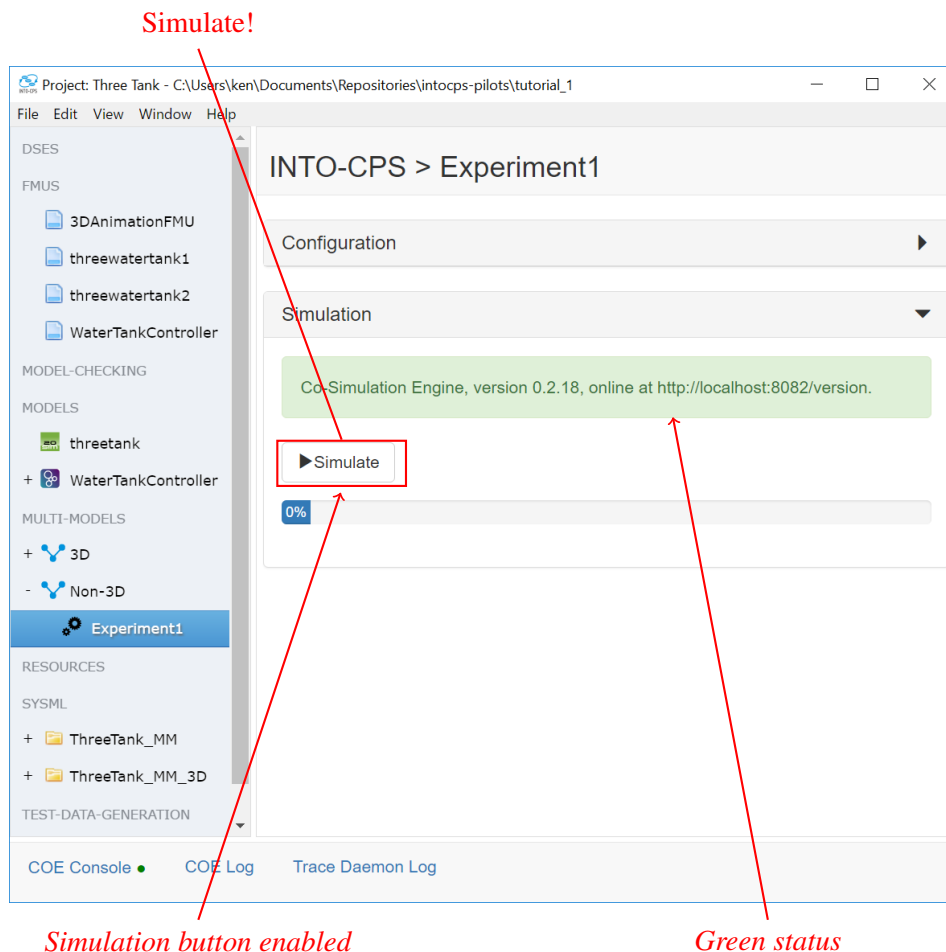 Simulate!
Project: Three Tank - C:\Users\ken\Documents\Repositories\intocps-pilots\tutorial_1
File Edit View Window Help
DSES
FMUS
3DAnimationFMU
threewatertank1
threewatertank2
WaterTankController
MODEL-CHECKING
MODELS
threetank
+ WaterTankController
MULTI-MODELS
+ 3D
- Non-3D
Experiment1
RESOURCES
SYSML
+ ThreeTank_MM
+ ThreeTank_MM_3D
TEST-DATA-GENERATION
INTO-CPS > Experiment1
Configuration
Simulation
Co-Simulation Engine, version 0.2.18, online at http://localhost:8082/version.
Simulate
0%
COE Console COE Log Trace Daemon Log
Simulation button enabled
Green status